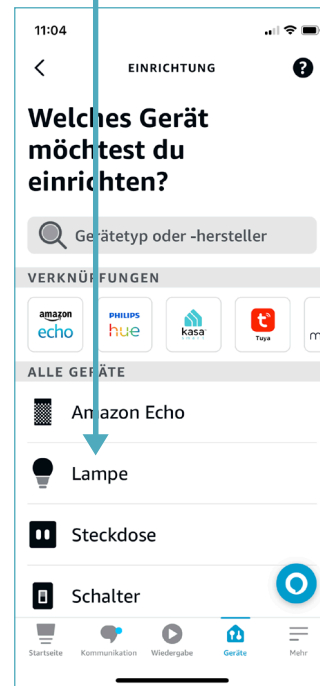 11:04
EINRICHTUNG
?
Welches Gerät
möchtest du
einrichten?
Gerätetyp oder -hersteller
VERKNÜPFUNGEN
amazon
echo
PHILIPS
hue
kasa
smart
Tuya
m
ALLE GERÄTE
Amazon Echo
Lampe
Steckdose
Schalter
Startseite
Kommunikation
Wiedergabe
Geräte
Mehr